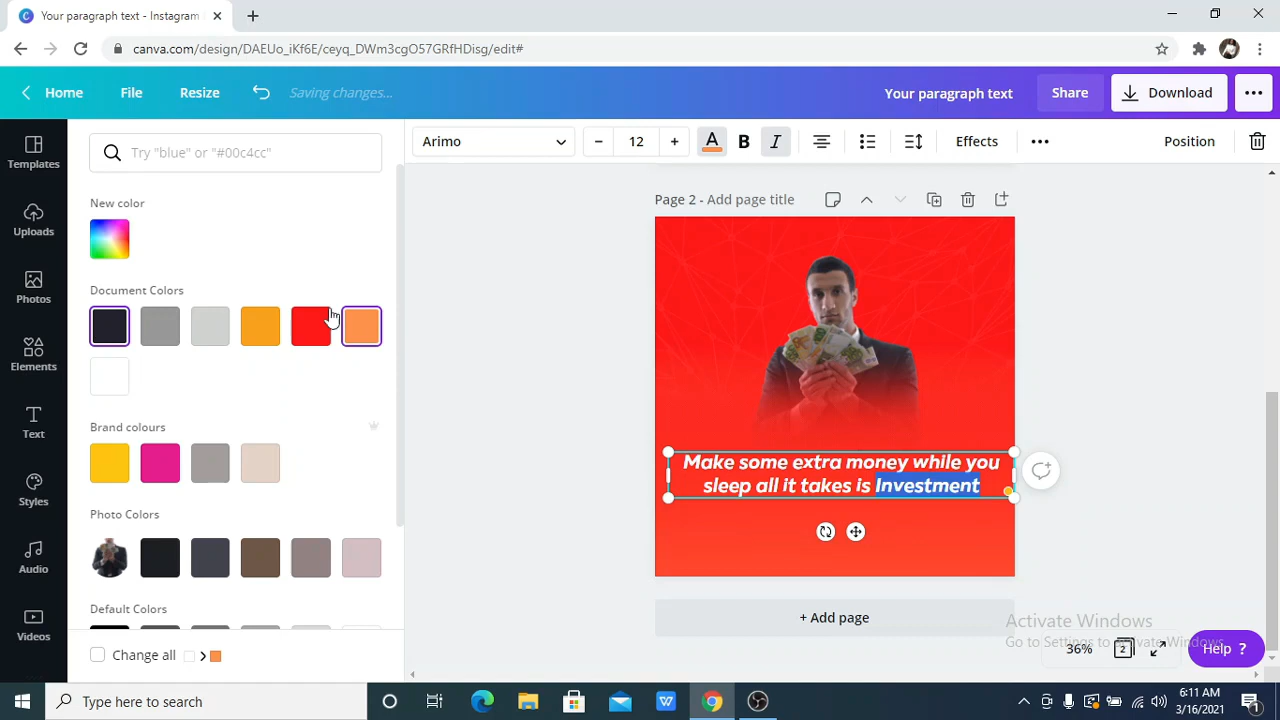 Your paragraph text - Instagram
canva.com/design/DAEUo_iKf6E/ceyq_DWm3cgO57GRfHDisg/edit#
Home
File
Resize
Saving changes...
Your paragraph text
Share
Download
Templates
Uploads
Photos
Elements
Text
Styles
Audio
Videos
Try "blue" or "#00c4cc"
New color
Document Colors
Brand colours
Photo Colors
Default Colors
Change all
Arimo
12
A
B
I
Effects
Position
Page 2 - Add page title
Make some extra money while you
sleep all it takes is Investment
+ Add page
Activate Windows
Go to Settings to activate Windows.
36%
2
Help ?
Type here to search
6:11 AM
3/16/2021
1